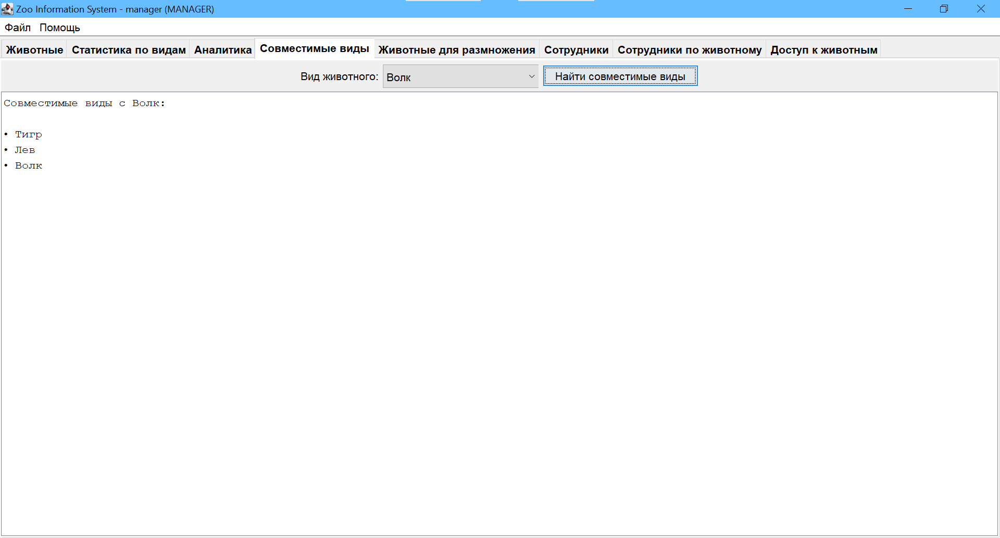 Zoo Information System - manager (MANAGER)
Файл Помощь
Животные Статистика по видам Аналитика Совместимые виды Животные для размножения Сотрудники Сотрудники по животному Доступ к животным
Вид животного: Волк Найти совместимые виды
Совместимые виды с Волк:
• Тигр
• Лев
• Волк